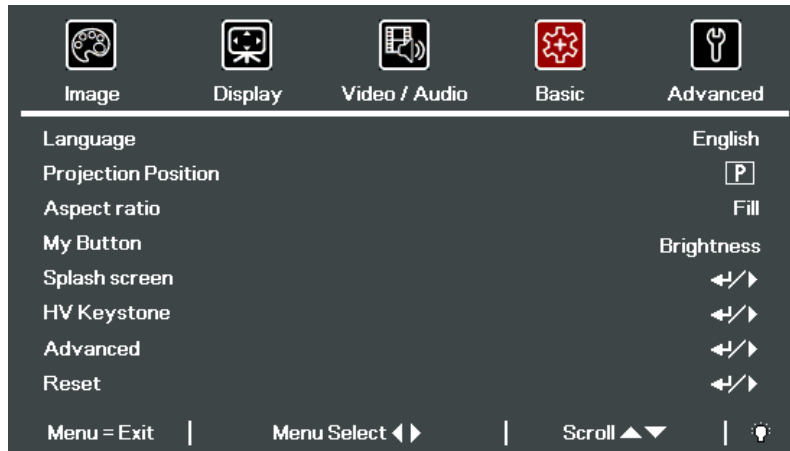 Image Display Video / Audio Basic Advanced
Language English
Projection Position P
Aspect ratio Fill
My Button Brightness
Splash screen
HV Keystone
Advanced
Reset
Menu = Exit | Menu Select | Scroll |